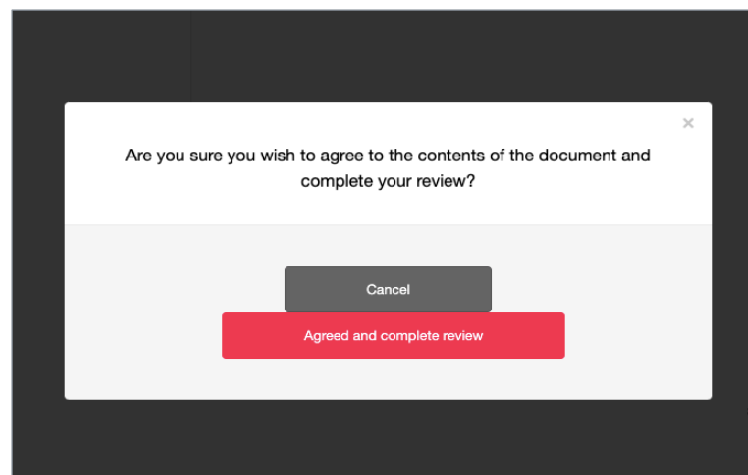 ×
Are you sure you wish to agree to the contents of the document and
complete your review?
Cancel
Agreed and complete review